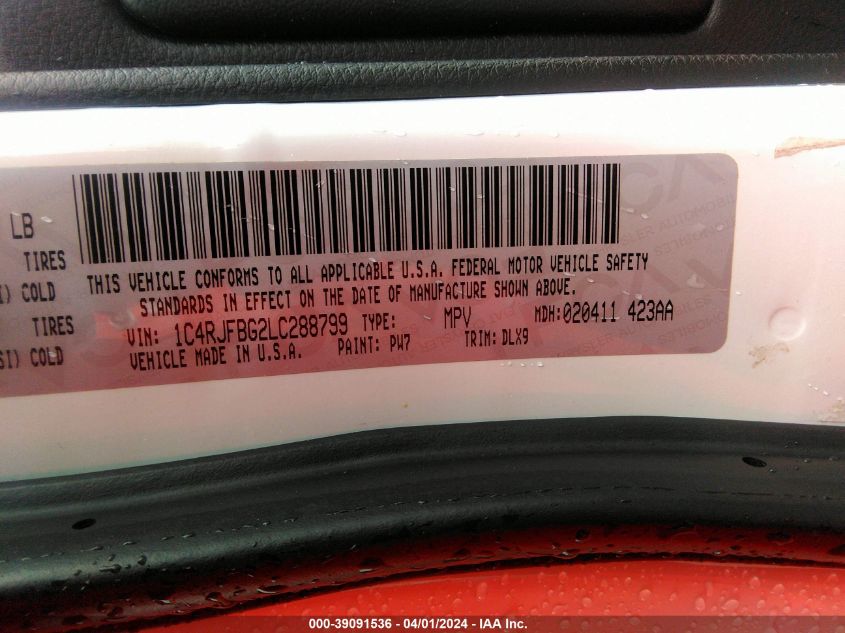 LB
TIRES
I) COLD
TIRES
SI) COLD
THIS VEHICLE CONFORMS TO ALL APPLICABLE U.S.A. FEDERAL MOTOR VEHICLE SAFETY
STANDARDS IN EFFECT ON THE DATE OF MANUFACTURE SHOWN ABOVE.
VIN: 1C4RJFBG2LC288799 TYPE: MPV MDH:020411 423AA
VEHICLE MADE IN U.S.A. PAINT: PW7 TRIM: DLX9
000-39091536 - 04/01/2024 - IAA Inc.